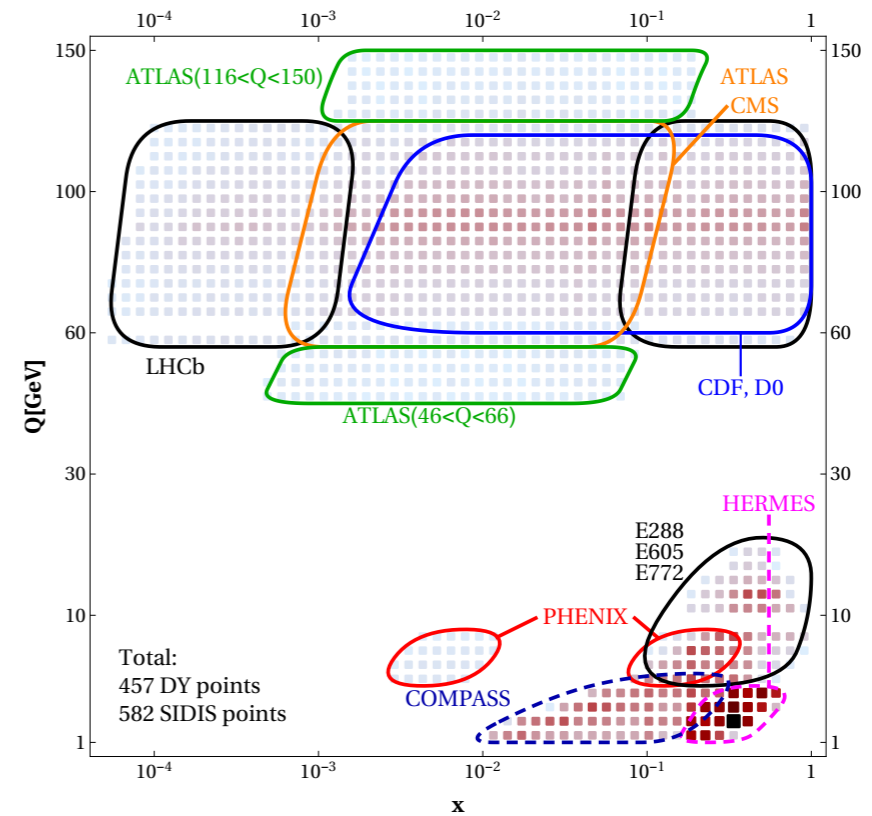 10⁻⁴ 10⁻³ 10⁻² 10⁻¹ 1
150 150
ATLAS(116<Q<150)
ATLAS
CMS
100 100
60 60
LHCb
CDF, D0
ATLAS(46<Q<66)
Q[GeV]
30 30
HERMES
E288
E605
E772
10 10
PHENIX
Total:
457 DY points
582 SIDIS points
COMPASS
1 1
10⁻⁴ 10⁻³ 10⁻² 10⁻¹ 1
x